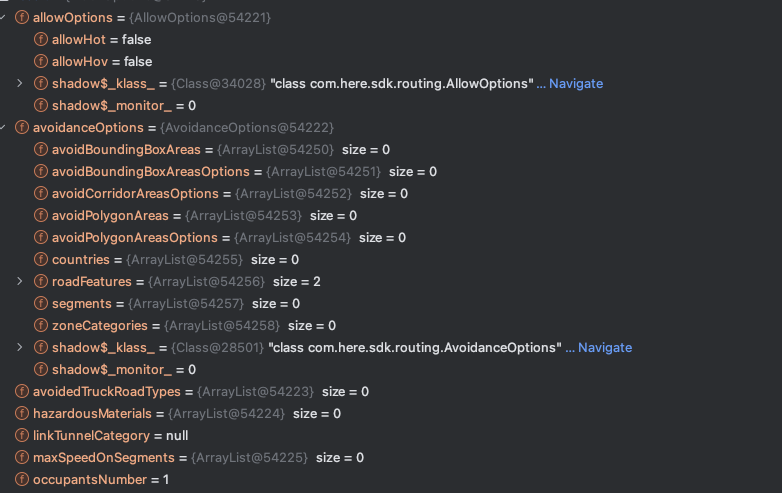 allowOptions = {AllowOptions@54221}
allowHot = false
allowHov = false
shadow$_klass_ = {Class@34028} "class com.here.sdk.routing.AllowOptions" ... Navigate
shadow$_monitor_ = 0
avoidanceOptions = {AvoidanceOptions@54222}
avoidBoundingBoxAreas = {ArrayList@54250} size = 0
avoidBoundingBoxAreasOptions = {ArrayList@54251} size = 0
avoidCorridorAreasOptions = {ArrayList@54252} size = 0
avoidPolygonAreas = {ArrayList@54253} size = 0
avoidPolygonAreasOptions = {ArrayList@54254} size = 0
countries = {ArrayList@54255} size = 0
roadFeatures = {ArrayList@54256} size = 2
segments = {ArrayList@54257} size = 0
zoneCategories = {ArrayList@54258} size = 0
shadow$_klass_ = {Class@28501} "class com.here.sdk.routing.AvoidanceOptions" ... Navigate
shadow$_monitor_ = 0
avoidedTruckRoadTypes = {ArrayList@54223} size = 0
hazardousMaterials = {ArrayList@54224} size = 0
linkTunnelCategory = null
maxSpeedOnSegments = {ArrayList@54225} size = 0
occupantsNumber = 1